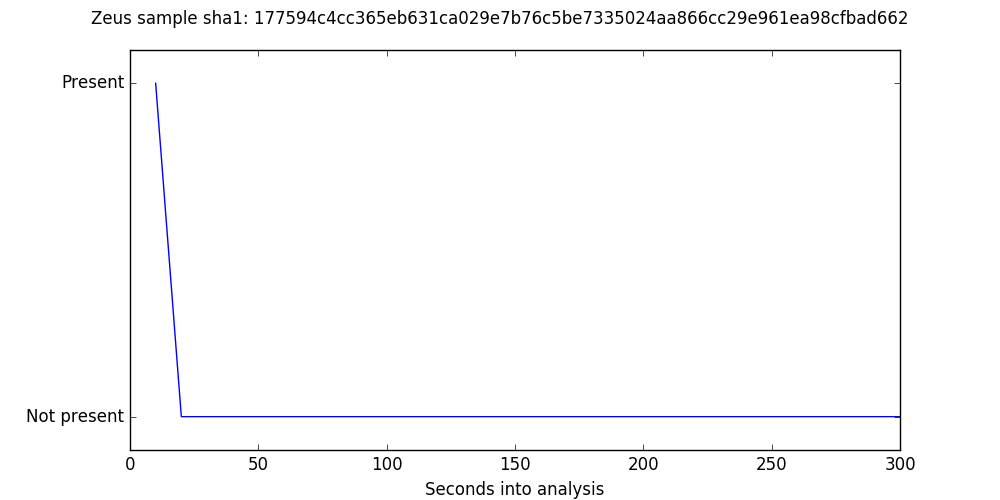 Zeus sample sha1: 177594c4cc365eb631ca029e7b76c5be7335024aa866cc29e961ea98cfbad662
Present
Not present
0 50 100 150 200 250 300
Seconds into analysis